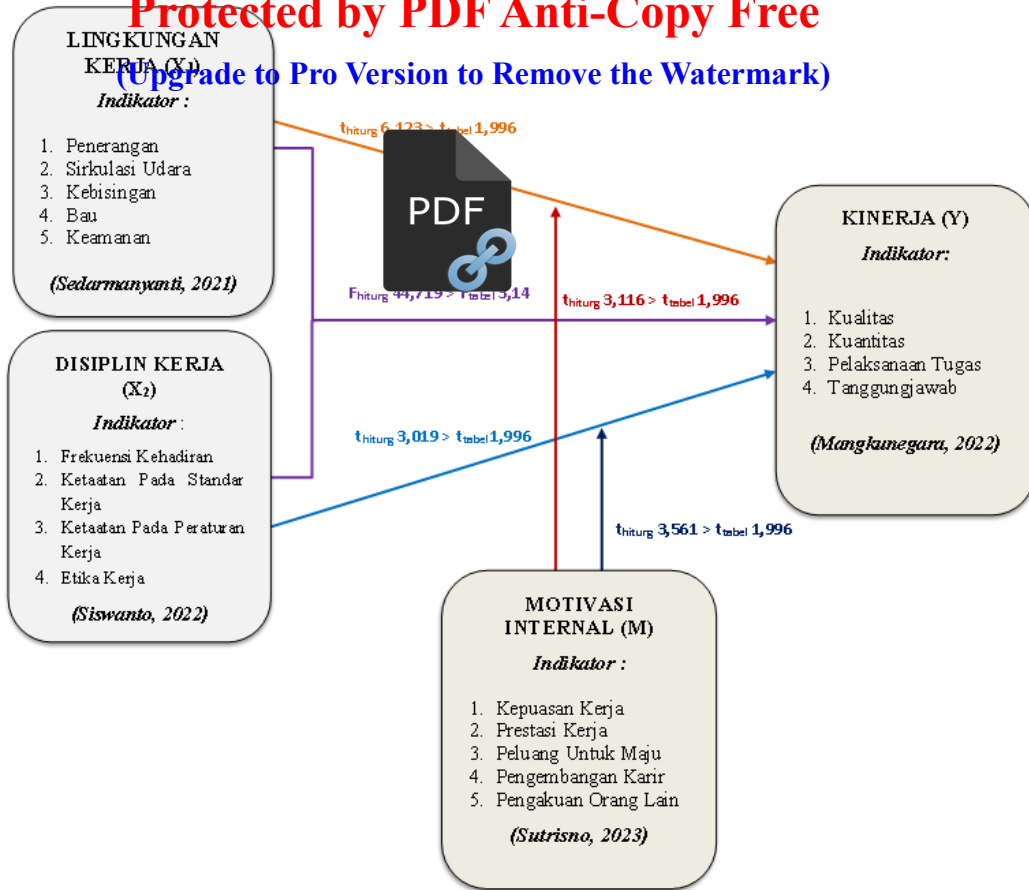 Protected by PDF Anti-Copy Free
(Upgrade to Pro Version to Remove the Watermark)
LINGKUNGAN
KERJA (X1)
Indikator :
1. Penerangan
2. Sirkulasi Udara
3. Kebisingan
4. Bau
5. Keamanan
(Sedarmanyanti, 2021)
thitung 6,123 > ttabel 1,996
PDF
Fhitung 44,719 > Ftabel 3,14
thitung 3,116 > ttabel 1,996
KINERJA (Y)
Indikator:
1. Kualitas
2. Kuantitas
3. Pelaksanaan Tugas
4. Tanggungjawab
(Mangkunegara, 2022)
DISIPLIN KERJA
(X2)
Indikator :
1. Frekuensi Kehadiran
2. Ketaatan Pada Standar
Kerja
3. Ketaatan Pada Peraturan
Kerja
4. Etika Kerja
(Siswanto, 2022)
thitung 3,019 > ttabel 1,996
thitung 3,561 > ttabel 1,996
MOTIVASI
INTERNAL (M)
Indikator :
1. Kepuasan Kerja
2. Prestasi Kerja
3. Peluang Untuk Maju
4. Pengembangan Karir
5. Pengakuan Orang Lain
(Sutrisno, 2023)